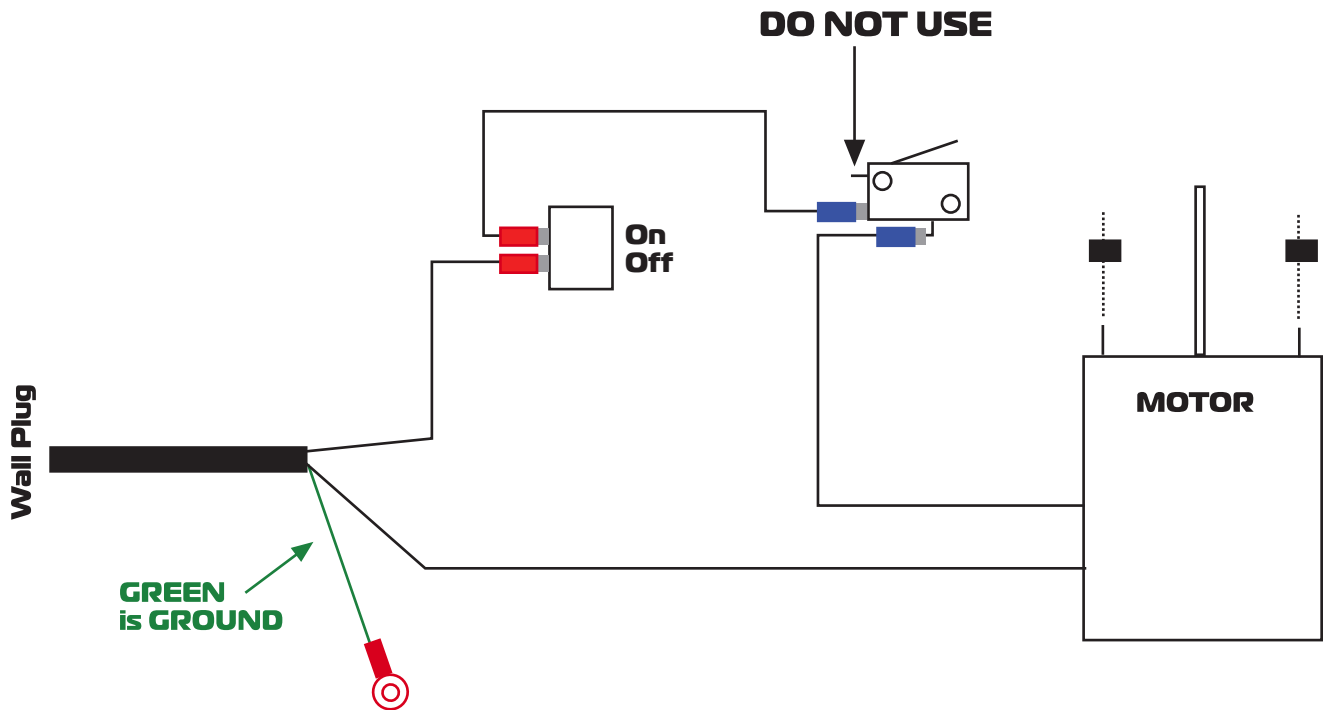 DO NOT USE
On
Off
MOTOR
Wall Plug
GREEN
is GROUND